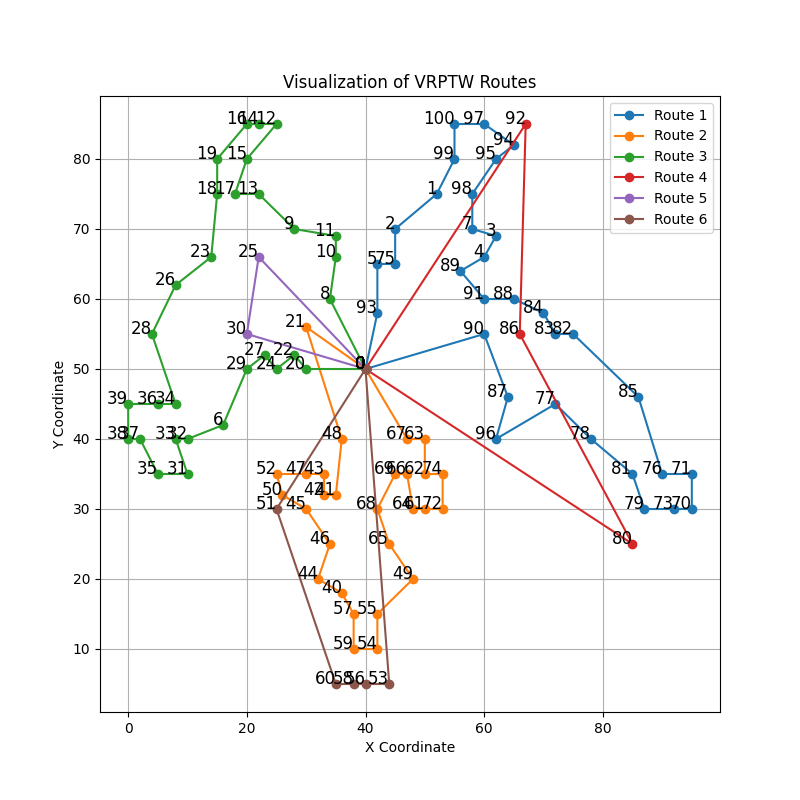 Visualization of VRPTW Routes
Route 1
Route 2
Route 3
Route 4
Route 5
Route 6
Y Coordinate
80
70
60
50
40
30
20
10
0
20
40
60
80
X Coordinate
16 14 12
100 97 92
94
19 15
99 95
18 17 13
1 98
9 11
2 7 3
23 25 10
4
5 75
89
26
8 93
91 88
84
28 30 21
90 86 83 82
27 22
29 24 20 0
87 85
39 36 34
77
6
38 37 33 32
48 67 63
96 78
35 31
52 47 43
69 66 62 74
81 76 71
50 42 41
51 45
68 64 61 72
79 73 70
46 65
80
44 49
40
57 55
59 54
60 58 56 53